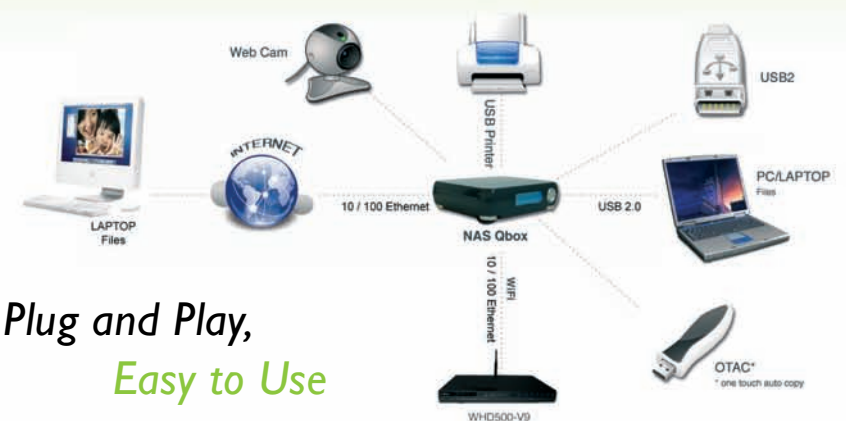 Web Cam
USB Printer
USB2
INTERNET
LAPTOP
Files
10 / 100 Ethernet
NAS Qbox
USB 2.0
PC/LAPTOP
Files
WiFi
10 / 100 Ethernet
Plug and Play,
Easy to Use
OTAC*
* one touch auto copy
WHD500-V9